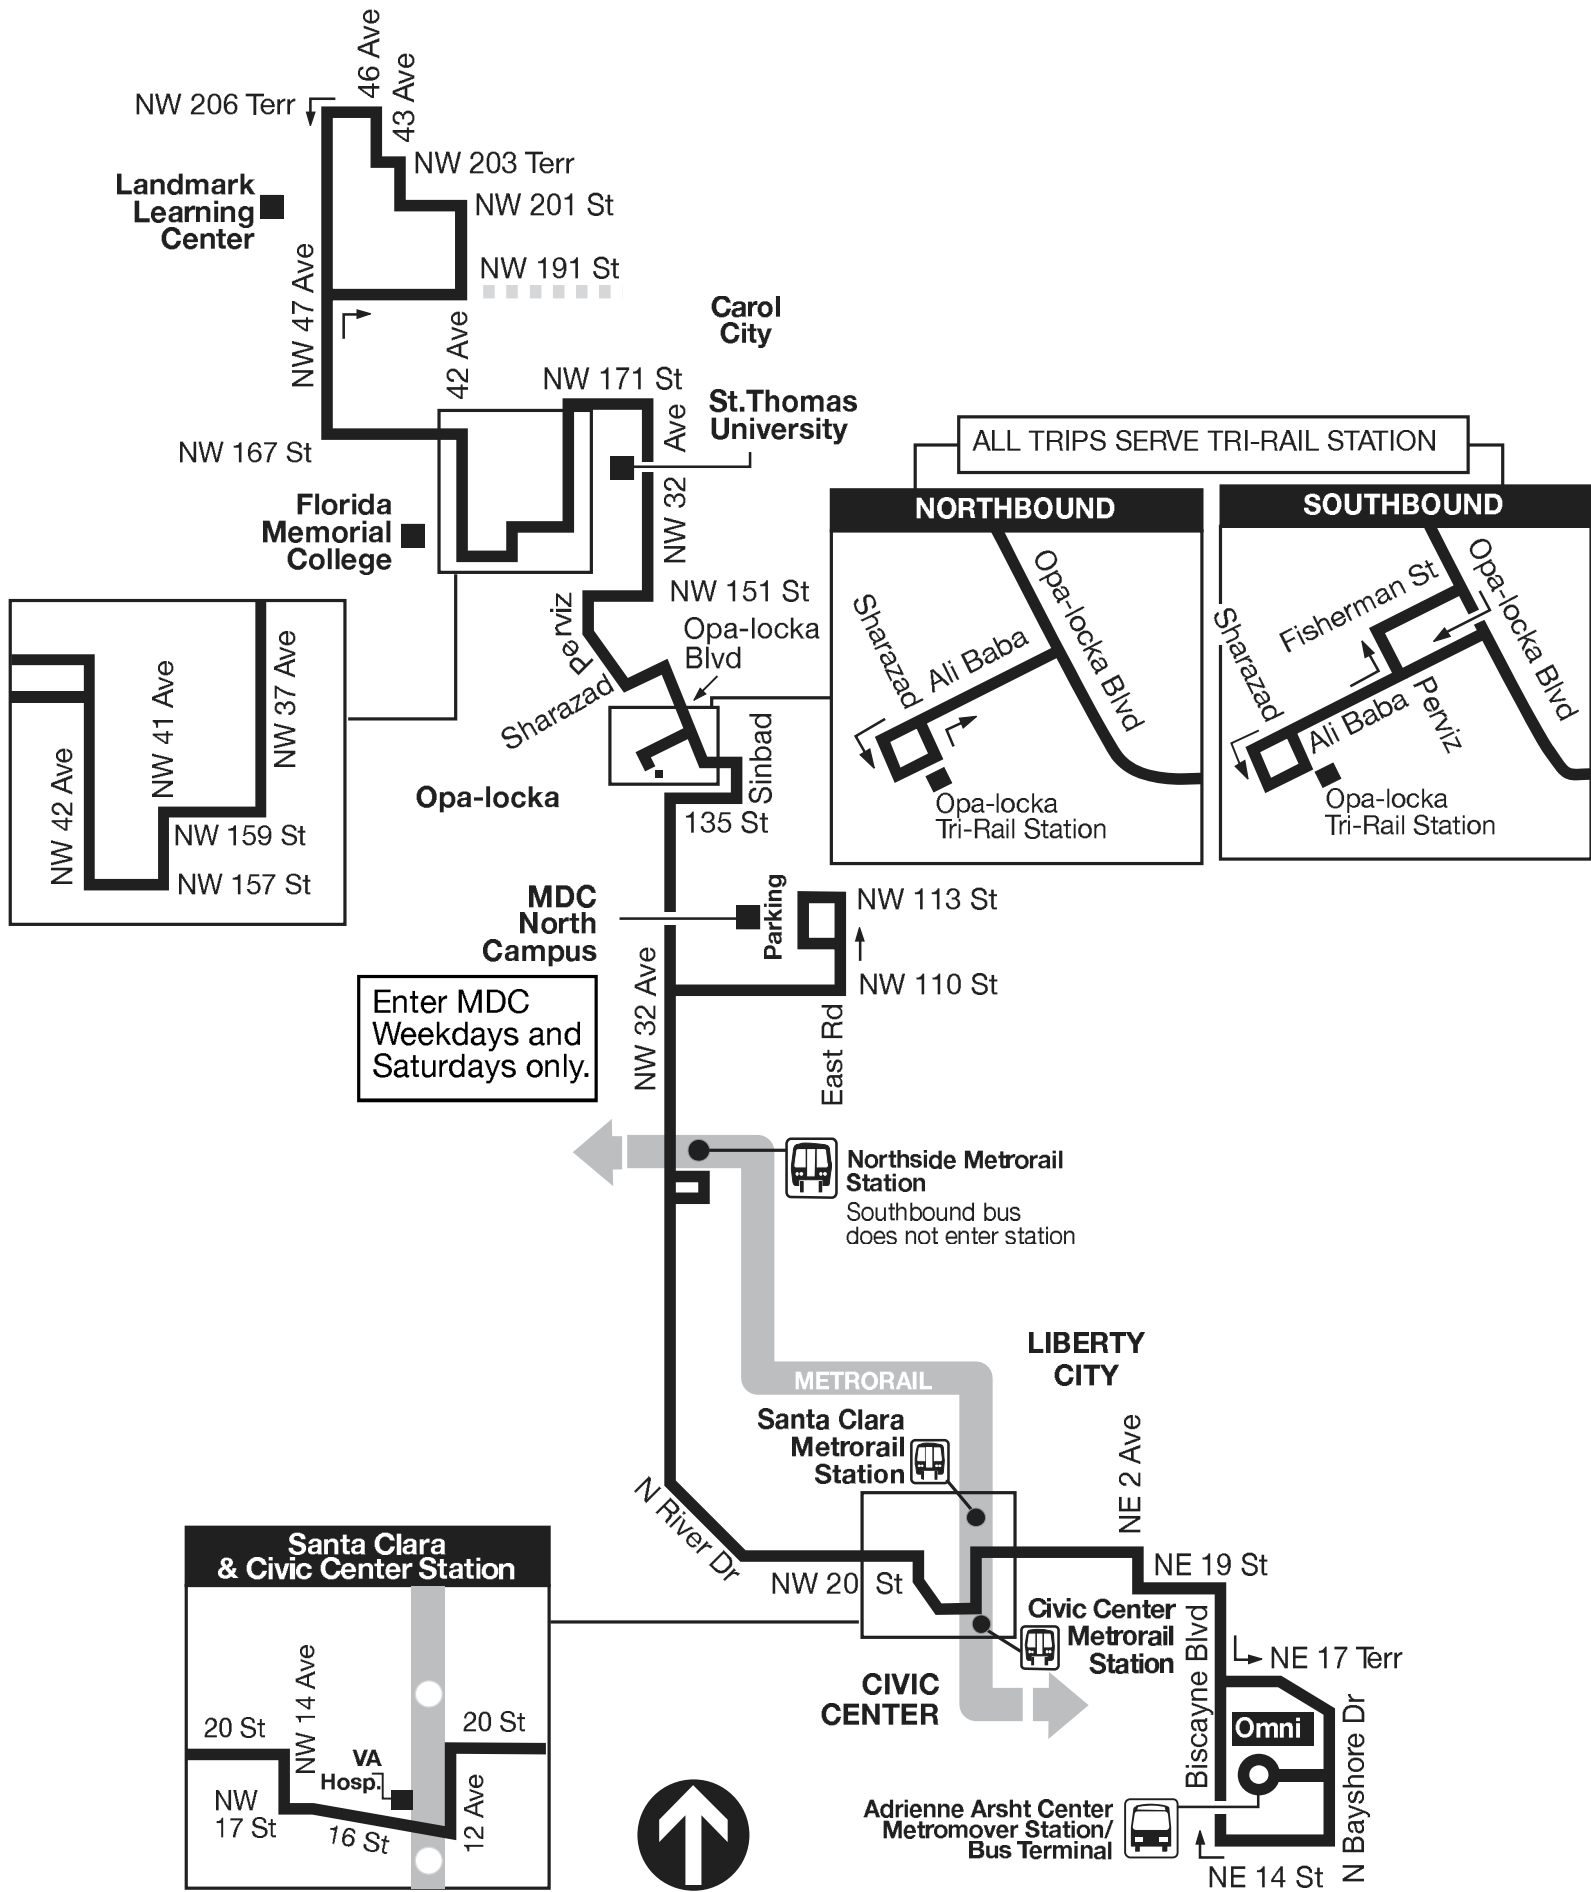 46 Ave
43 Ave
NW 206 Terr
NW 203 Terr
Landmark
Learning
Center
NW 201 St
NW 191 St
NW 47 Ave
42 Ave
Carol
City
NW 171 St
St.Thomas
University
NW 32 Ave
NW 167 St
Florida
Memorial
College
ALL TRIPS SERVE TRI-RAIL STATION
NORTHBOUND
Opa-locka Blvd
Sharazad
Ali Baba
Opa-locka
Tri-Rail Station
SOUTHBOUND
Opa-locka Blvd
Fisherman St
Sharazad
Ali Baba
Perviz
Opa-locka
Tri-Rail Station
NW 151 St
Perviz
Opa-locka
Blvd
Sharazad
Sinbad
Opa-locka
135 St
NW 37 Ave
NW 41 Ave
NW 42 Ave
NW 159 St
NW 157 St
MDC
North
Campus
Parking
NW 113 St
NW 110 St
East Rd
NW 32 Ave
Enter MDC
Weekdays and
Saturdays only.
Northside Metrorail
Station
Southbound bus
does not enter station
LIBERTY
CITY
METRORAIL
Santa Clara
Metrorail
Station
NE 2 Ave
N River Dr
NW 20 St
NE 19 St
Civic Center
Metrorail
Station
CIVIC
CENTER
Biscayne Blvd
NE 17 Terr
Omni
N Bayshore Dr
Adrienne Arsht Center
Metromover Station/
Bus Terminal
NE 14 St
Santa Clara
& Civic Center Station
NW 14 Ave
20 St
20 St
VA
Hosp.
NW
17 St
16 St
12 Ave